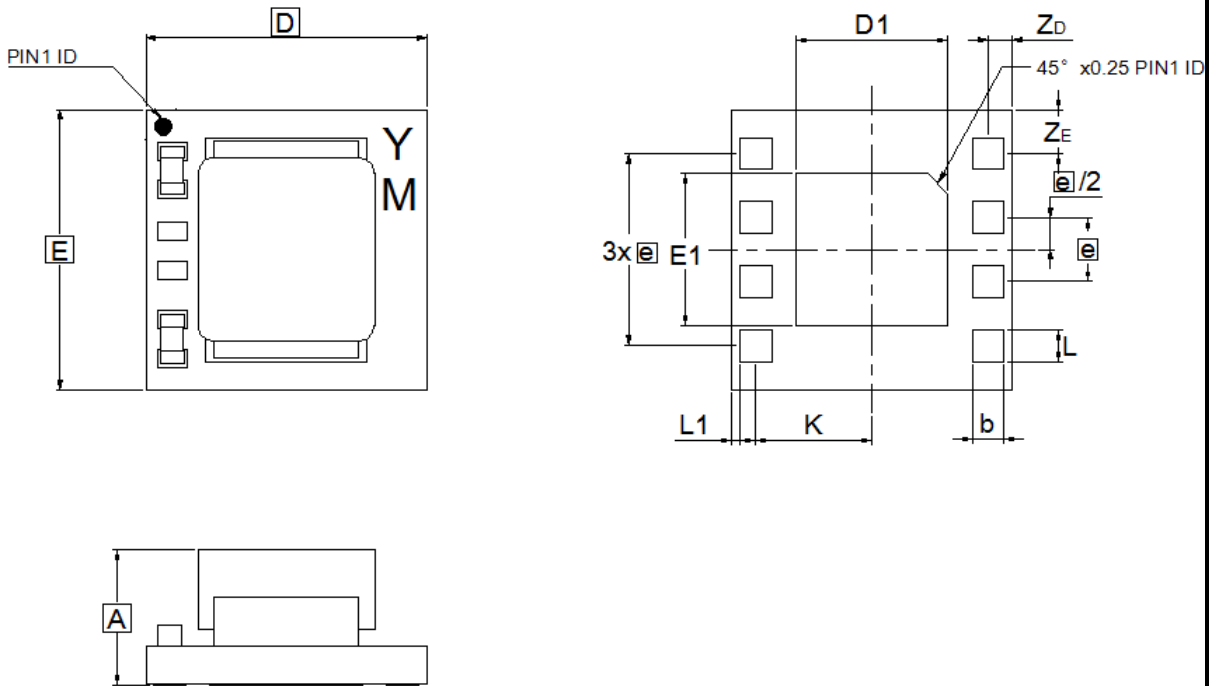 D
PIN1 ID
Y
M
E
A
D1
ZD
45° x0.25 PIN1 ID
ZE
e/2
e
3x e
E1
L
L1
K
b